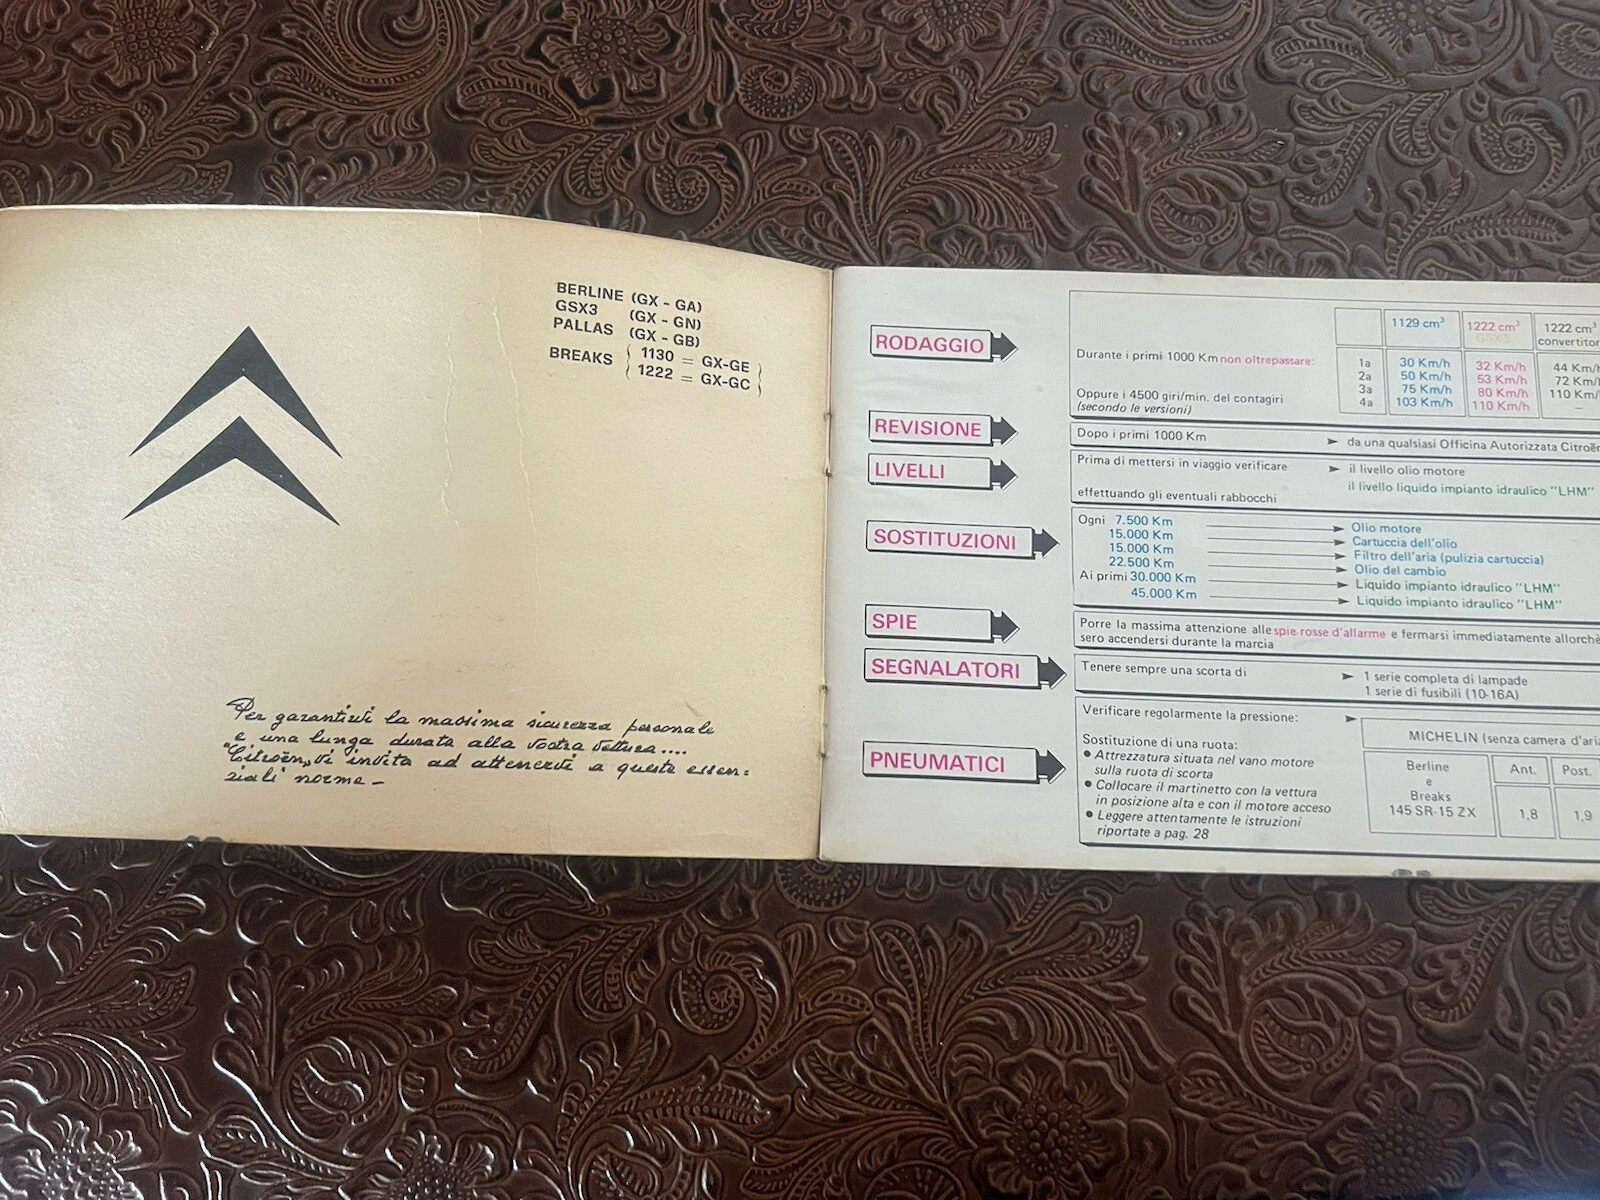 BERLINE (GX - GA)
GSX3 (GX - GN)
PALLAS (GX - GB)
BREAKS { 1130 = GX-GE }
{ 1222 = GX-GC }
Per garantirvi la massima sicurezza personale
e una lunga durata alla vostra vettura....
"Citroën" vi invita ad attenervi a queste essen=
ziali norme -
RODAGGIO
Durante i primi 1000 Km non oltrepassare:
Oppure i 4500 giri/min. del contagiri
(secondo le versioni)
1129 cm³ 1222 cm³ 1222 cm³
GSX3 convertitor
1a 30 Km/h 32 Km/h 44 Km/h
2a 50 Km/h 53 Km/h 72 Km/h
3a 75 Km/h 80 Km/h 110 Km/h
4a 103 Km/h 110 Km/h –
REVISIONE
Dopo i primi 1000 Km da una qualsiasi Officina Autorizzata Citroën
LIVELLI
Prima di mettersi in viaggio verificare il livello olio motore
il livello liquido impianto idraulico "LHM"
effettuando gli eventuali rabbocchi
SOSTITUZIONI
Ogni 7.500 Km Olio motore
15.000 Km Cartuccia dell'olio
15.000 Km Filtro dell'aria (pulizia cartuccia)
22.500 Km Olio del cambio
Ai primi 30.000 Km Liquido impianto idraulico "LHM"
45.000 Km Liquido impianto idraulico "LHM"
SPIE
Porre la massima attenzione alle spie rosse d'allarme e fermarsi immediatamente allorchè
sero accendersi durante la marcia
SEGNALATORI
Tenere sempre una scorta di 1 serie completa di lampade
1 serie di fusibili (10-16A)
PNEUMATICI
Verificare regolarmente la pressione:
Sostituzione di una ruota:
● Attrezzatura situata nel vano motore
sulla ruota di scorta
● Collocare il martinetto con la vettura
in posizione alta e con il motore acceso
● Leggere attentamente le istruzioni
riportate a pag. 28
MICHELIN (senza camera d'aria
Berline
e
Breaks
145 SR-15 ZX
Ant. Post.
1,8 1,9